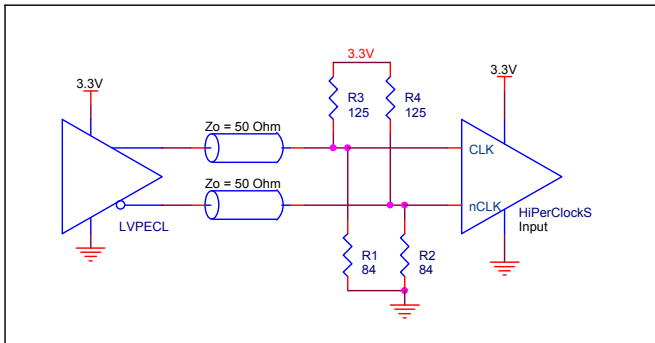 3.3V
3.3V
3.3V
R3
125
R4
125
Zo = 50 Ohm
CLK
Zo = 50 Ohm
nCLK
LVPECL
HiPerClockS
Input
R1
84
R2
84